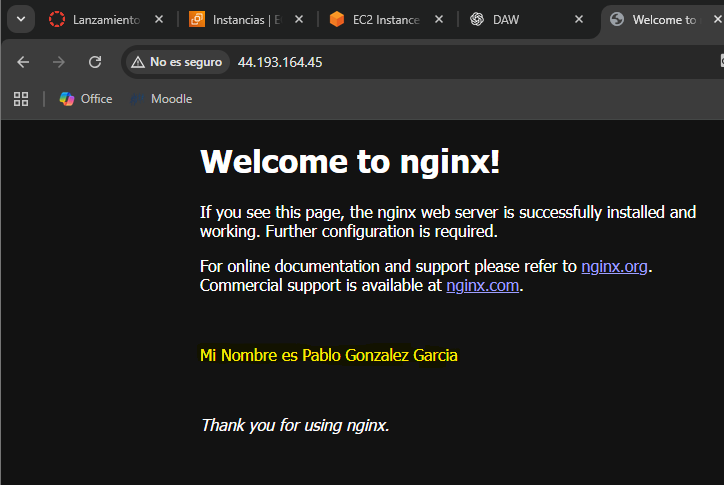 Lanzamiento
Instancias | E
EC2 Instance
DAW
Welcome to
No es seguro
44.193.164.45
Office
Moodle
Welcome to nginx!
If you see this page, the nginx web server is successfully installed and
working. Further configuration is required.
For online documentation and support please refer to nginx.org.
Commercial support is available at nginx.com.
Mi Nombre es Pablo Gonzalez Garcia
Thank you for using nginx.